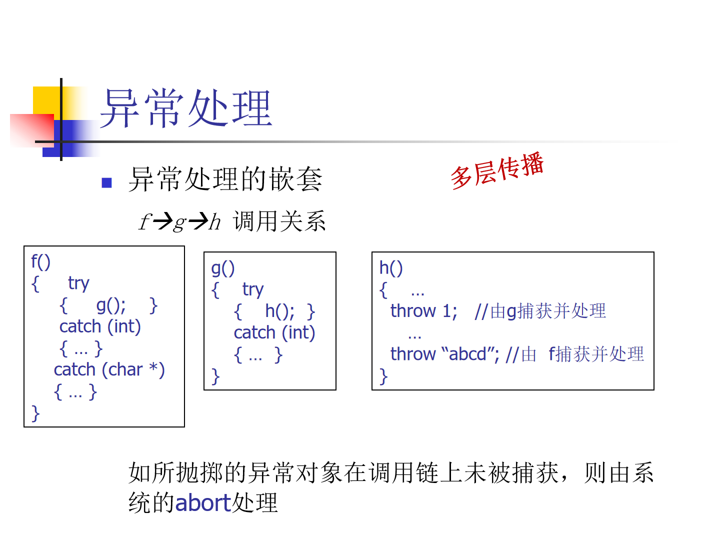 异常处理
异常处理的嵌套
多层传播
f→g→h 调用关系
f()
{ try
{ g(); }
catch (int)
{ … }
catch (char *)
{ … }
}
g()
{ try
{ h(); }
catch (int)
{ … }
}
h()
{ …
throw 1; //由g捕获并处理
…
throw “abcd”; //由 f捕获并处理
}
如所抛掷的异常对象在调用链上未被捕获，则由系
统的abort处理